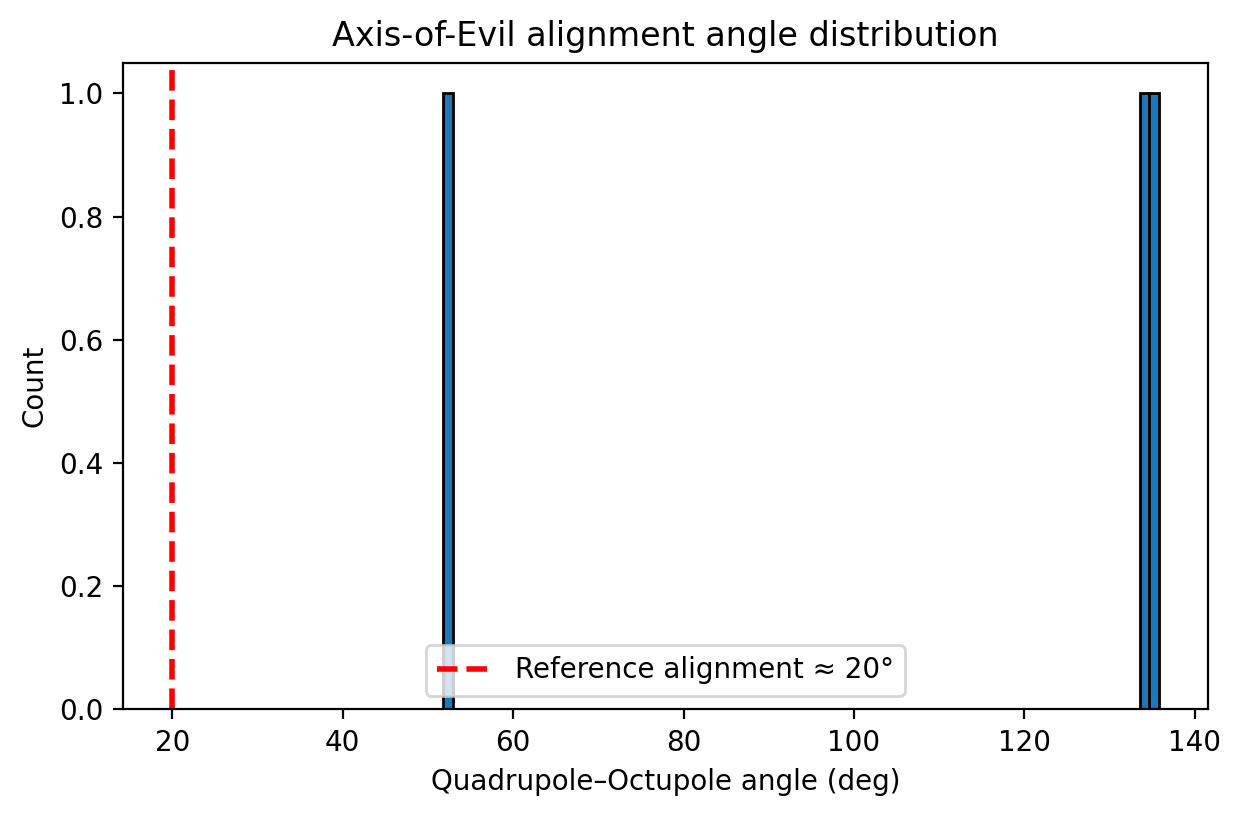 Axis-of-Evil alignment angle distribution
1.0
0.8
0.6
0.4
0.2
0.0
Count
Reference alignment ≈ 20°
20 40 60 80 100 120 140
Quadrupole–Octupole angle (deg)